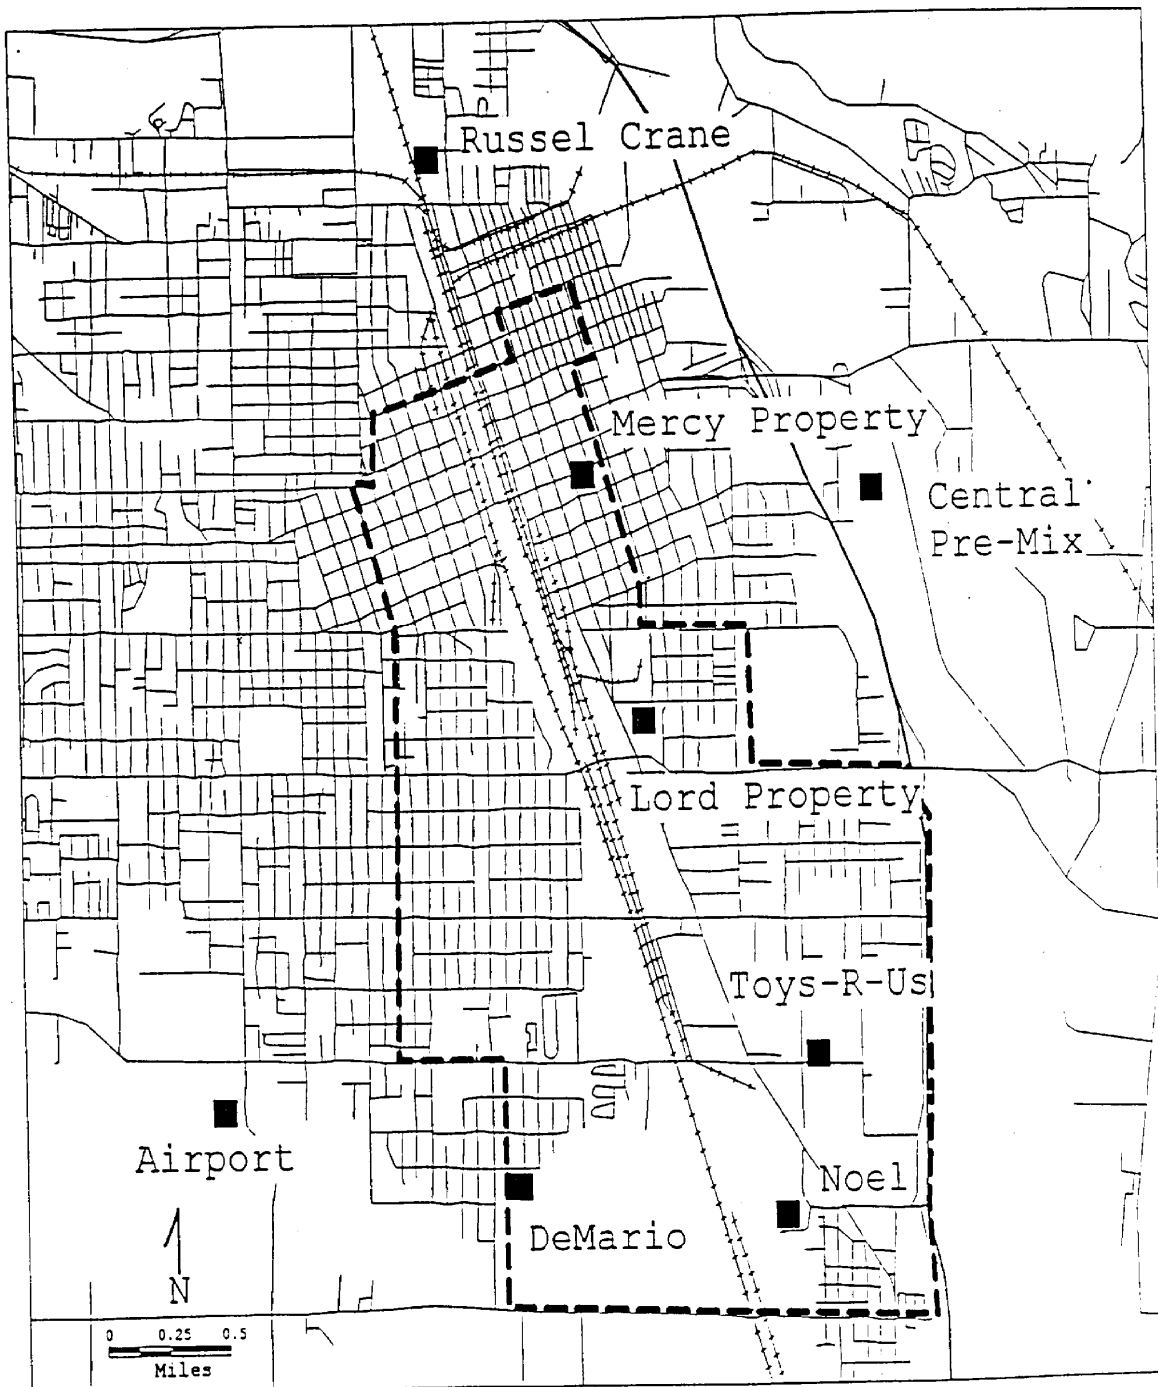 Russel Crane
Mercy Property
Central
Pre-Mix
Lord Property
Toys-R-Us
Airport
Noel
DeMario
N
0 0.25 0.5
Miles